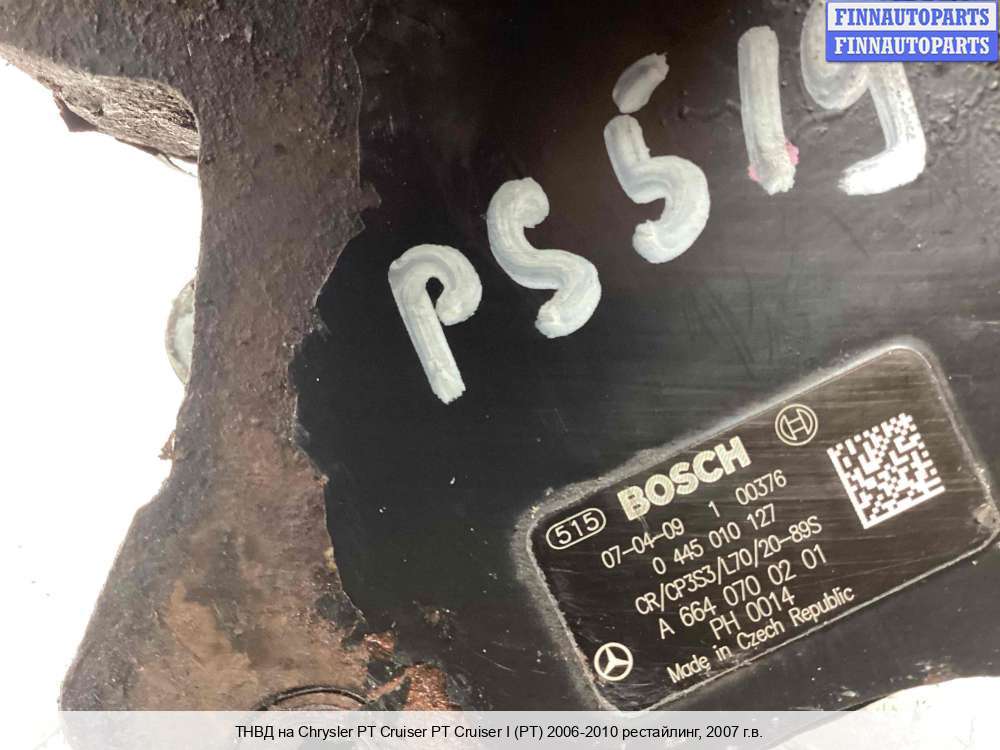 FINNAUTOPARTS
FINNAUTOPARTS
P5519
515 BOSCH
07-04-09 1 00376
0 445 010 127
CR/CP3S3/L70/20-89S
A 664 070 02 01
PH 0014
Made in Czech Republic
ТНВД на Chrysler PT Cruiser PT Cruiser I (PT) 2006-2010 рестайлинг, 2007 г.в.